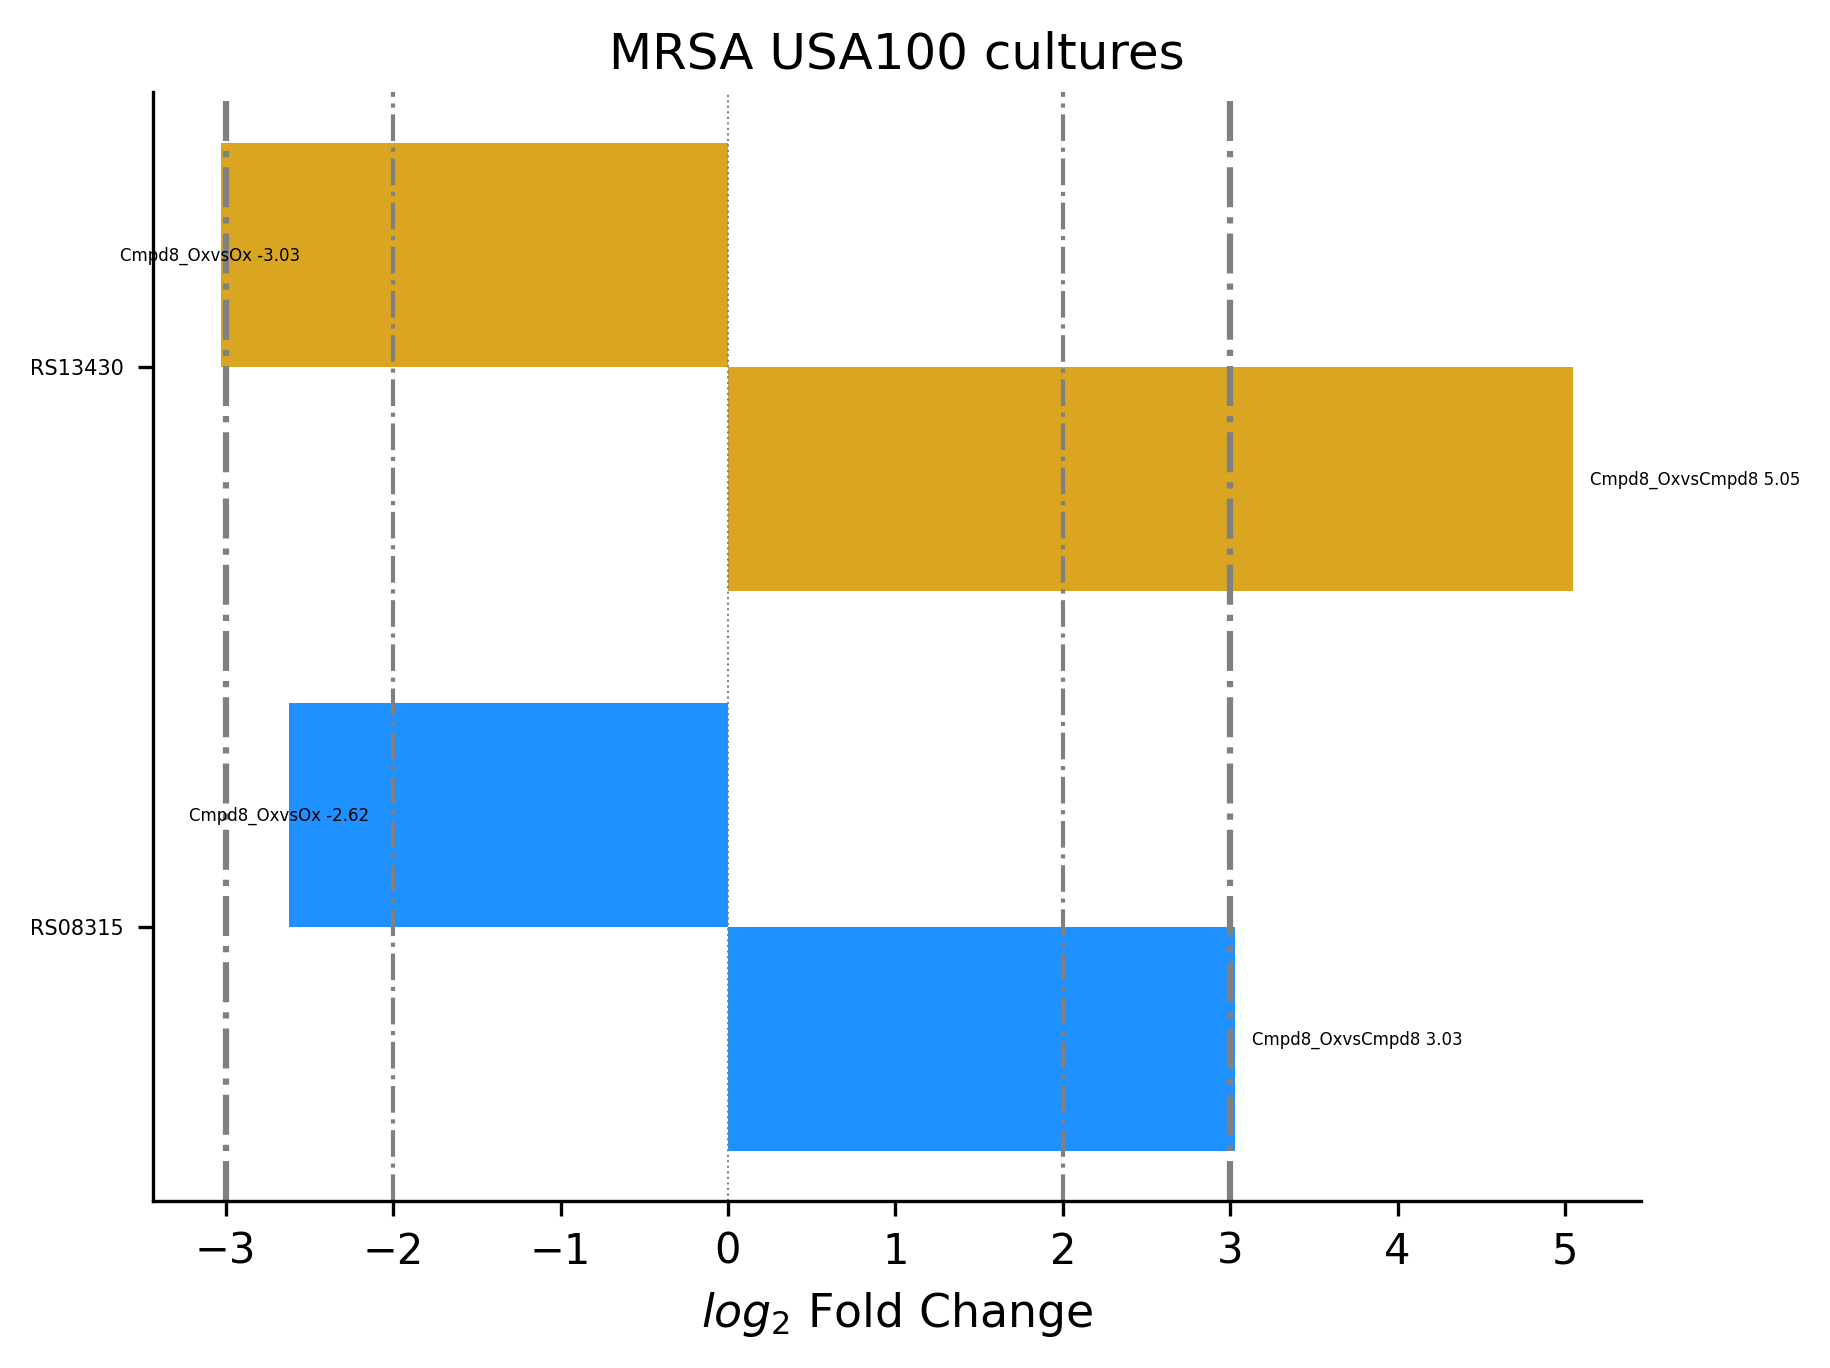 MRSA USA100 cultures
Cmpd8_OxvsOx -3.03
RS13430
Cmpd8_OxvsCmpd8 5.05
Cmpd8_OxvsOx -2.62
RS08315
Cmpd8_OxvsCmpd8 3.03
−3 −2 −1 0 1 2 3 4 5
log₂ Fold Change